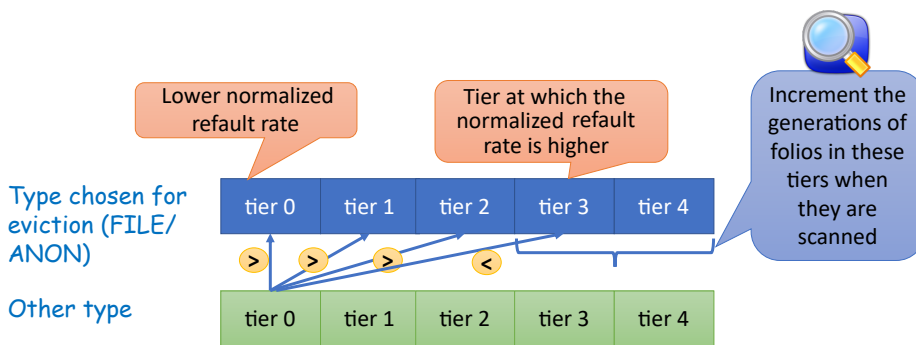 Lower normalized
refault rate
Tier at which the
normalized refault
rate is higher
Increment the
generations of
folios in these
tiers when
they are
scanned
Type chosen for
eviction (FILE/
ANON)
tier 0
tier 1
tier 2
tier 3
tier 4
>
>
>
<
Other type
tier 0
tier 1
tier 2
tier 3
tier 4